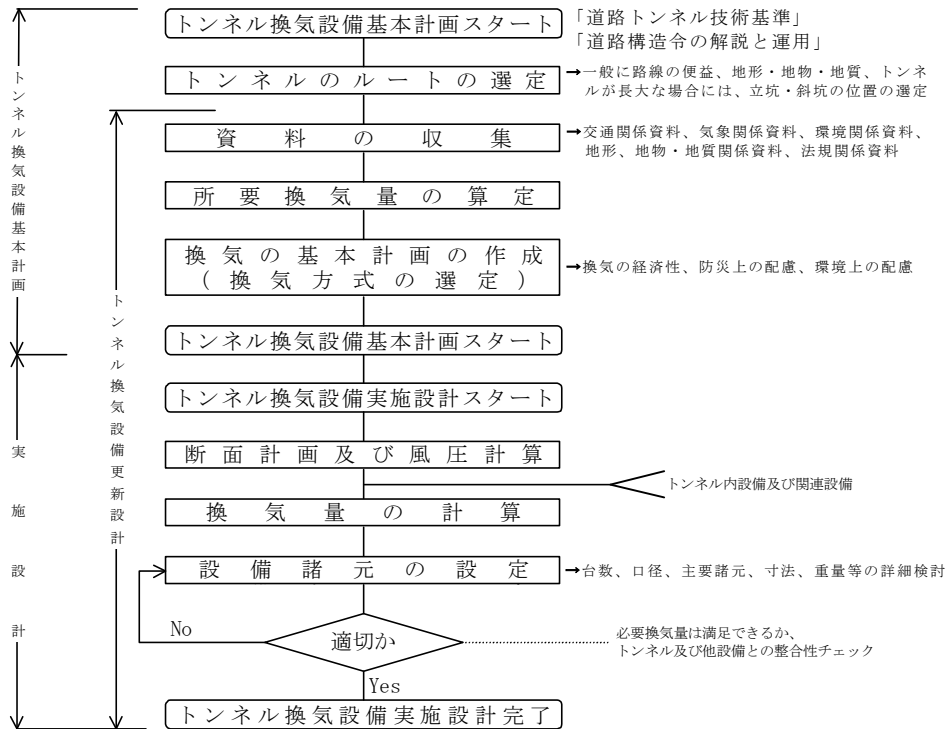 トンネル換気設備基本計画スタート
「道路トンネル技術基準」
「道路構造令の解説と運用」
トンネルのルートの選定
→一般に路線の便益、地形・地物・地質、トンネ
ルが長大な場合には、立坑・斜坑の位置の選定
資料の収集
→交通関係資料、気象関係資料、環境関係資料、
地形、地物・地質関係資料、法規関係資料
所要換気量の算定
換気の基本計画の作成
(換気方式の選定)
→換気の経済性、防災上の配慮、環境上の配慮
トンネル換気設備基本計画スタート
トンネル換気設備実施設計スタート
断面計画及び風圧計算
トンネル内設備及び関連設備
換気量の計算
設備諸元の設定
→台数、口径、主要諸元、寸法、重量等の詳細検討
No
適切か
必要換気量は満足できるか、
トンネル及び他設備との整合性チェック
Yes
トンネル換気設備実施設計完了
トンネル換気設備基本計画
実施設計
トンネル換気設備更新設計